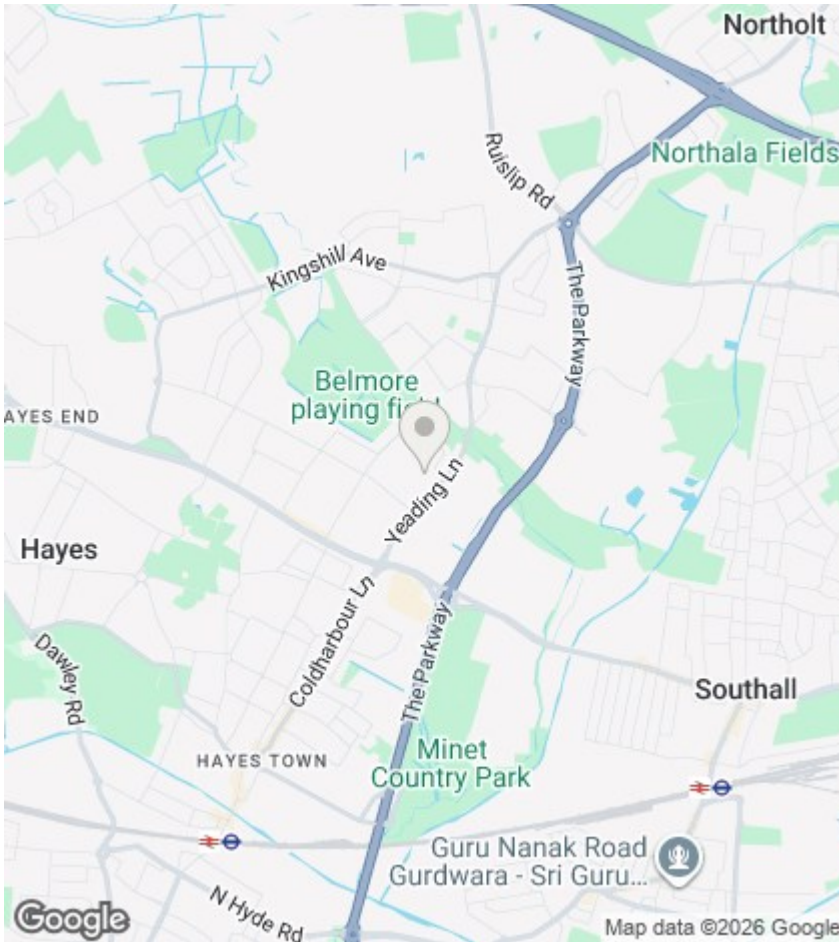 Northolt
Ruislip Rd
Northala Fields
Kingshill Ave
The Parkway
Belmore
playing field
AYES END
Yeading Ln
Hayes
Coldharbour Ln
The Parkway
Dawley Rd
Southall
HAYES TOWN
Minet
Country Park
Guru Nanak Road
Gurdwara - Sri Guru...
N Hyde Rd
Google
Map data ©2026 Google